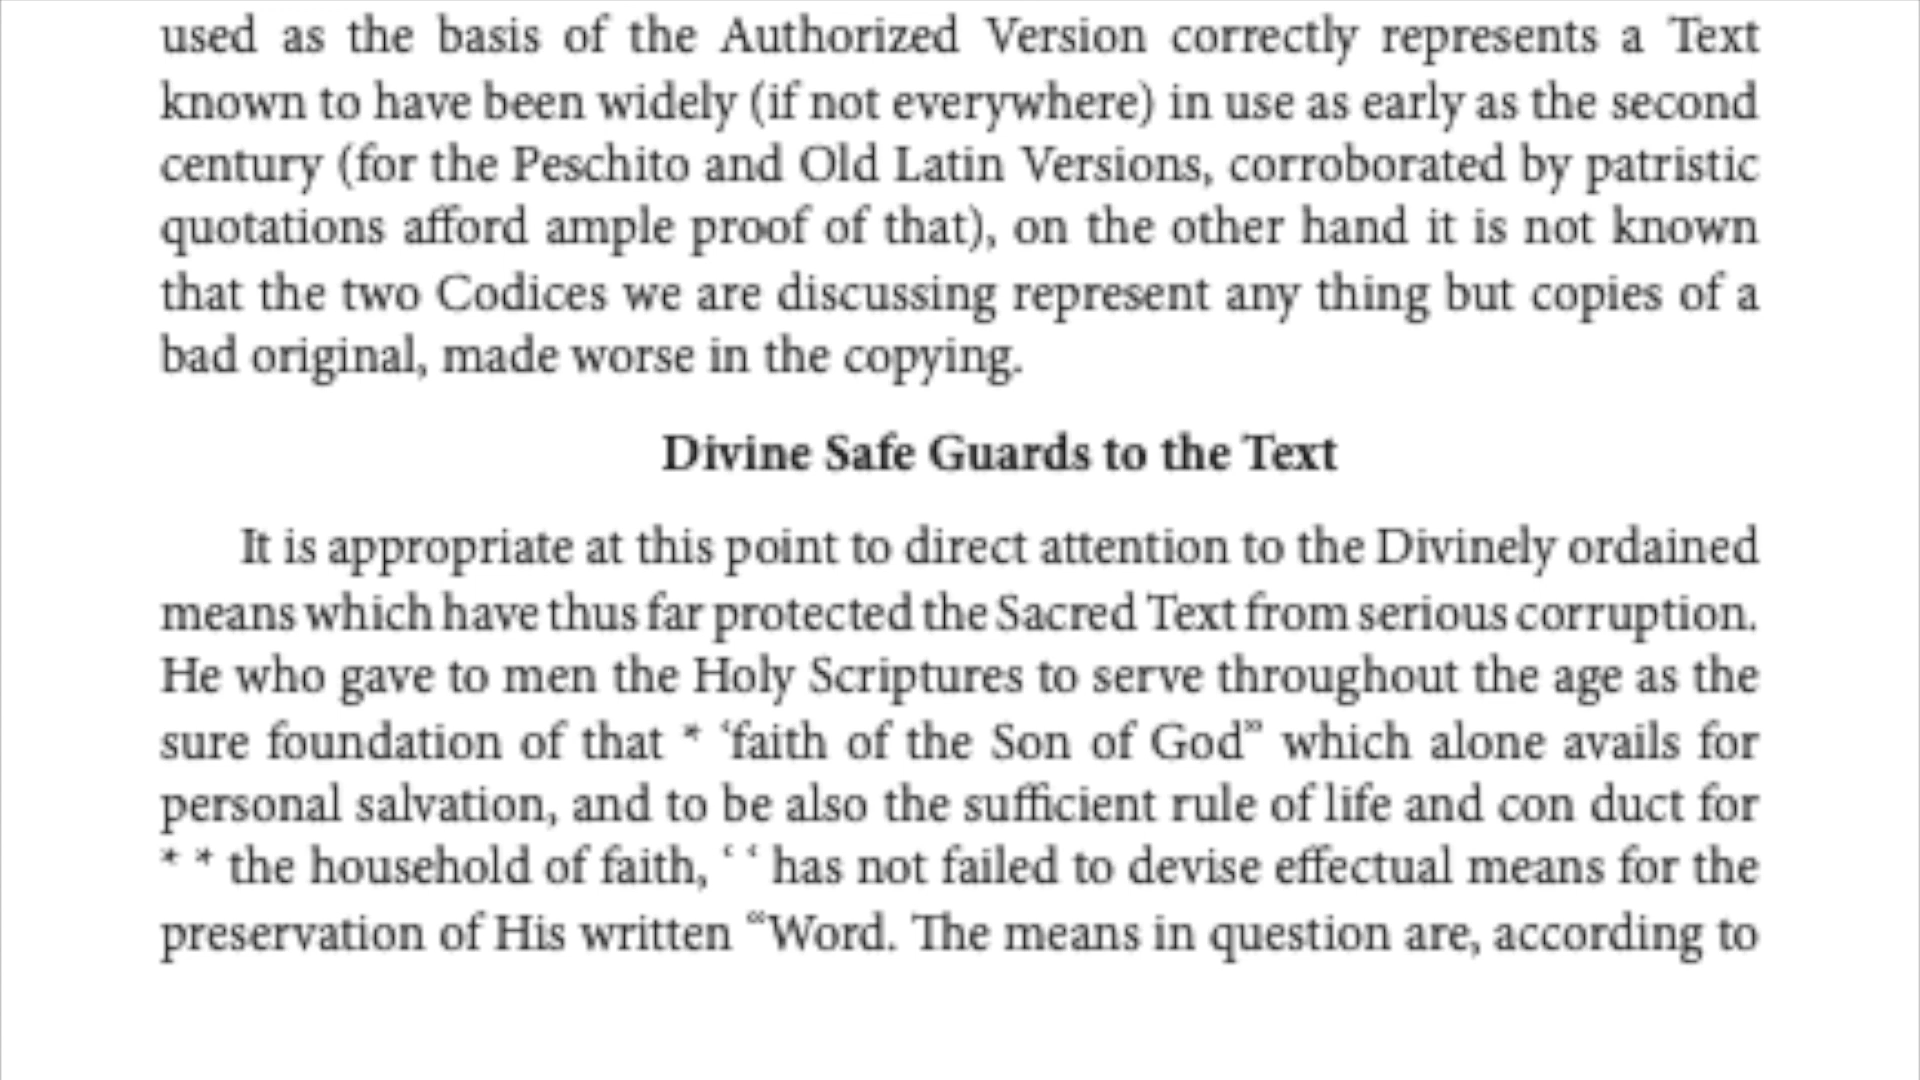 used as the basis of the Authorized Version correctly represents a Text
known to have been widely (if not everywhere) in use as early as the second
century (for the Peschito and Old Latin Versions, corroborated by patristic
quotations afford ample proof of that), on the other hand it is not known
that the two Codices we are discussing represent any thing but copies of a
bad original, made worse in the copying.
Divine Safe Guards to the Text
It is appropriate at this point to direct attention to the Divinely ordained
means which have thus far protected the Sacred Text from serious corruption.
He who gave to men the Holy Scriptures to serve throughout the age as the
sure foundation of that * ‘faith of the Son of God” which alone avails for
personal salvation, and to be also the sufficient rule of life and con duct for
* * the household of faith, ‘ ‘ has not failed to devise effectual means for the
preservation of His written “Word. The means in question are, according to